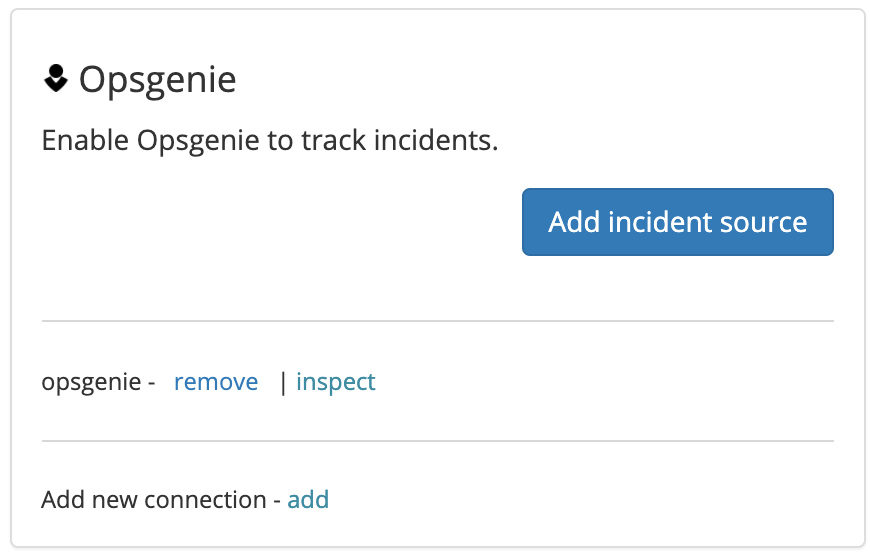 Opsgenie
Enable Opsgenie to track incidents.
Add incident source
opsgenie - remove | inspect
Add new connection - add